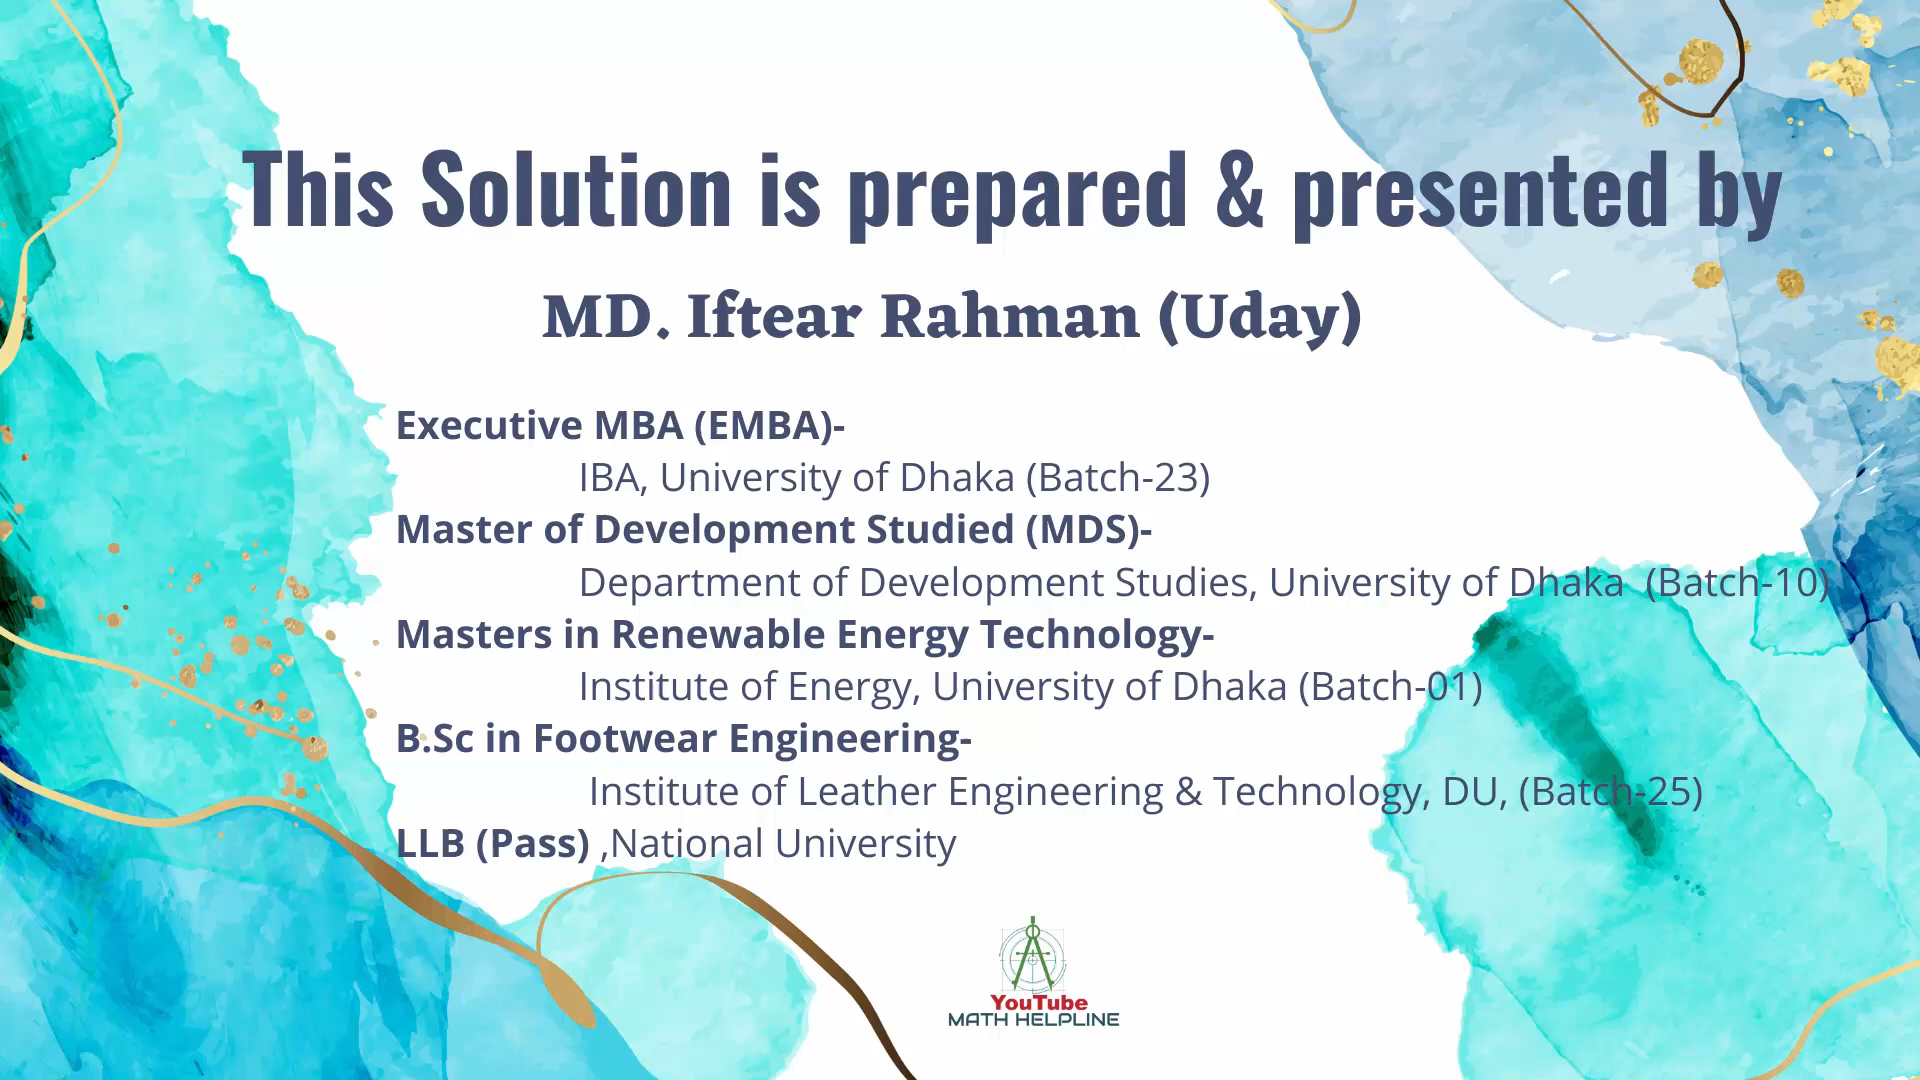 This Solution is prepared & presented by
MD. Iftear Rahman (Uday)
Executive MBA (EMBA)-
IBA, University of Dhaka (Batch-23)
Master of Development Studied (MDS)-
Department of Development Studies, University of Dhaka (Batch-10)
Masters in Renewable Energy Technology-
Institute of Energy, University of Dhaka (Batch-01)
B.Sc in Footwear Engineering-
Institute of Leather Engineering & Technology, DU, (Batch-25)
LLB (Pass) ,National University
YouTube
MATH HELPLINE